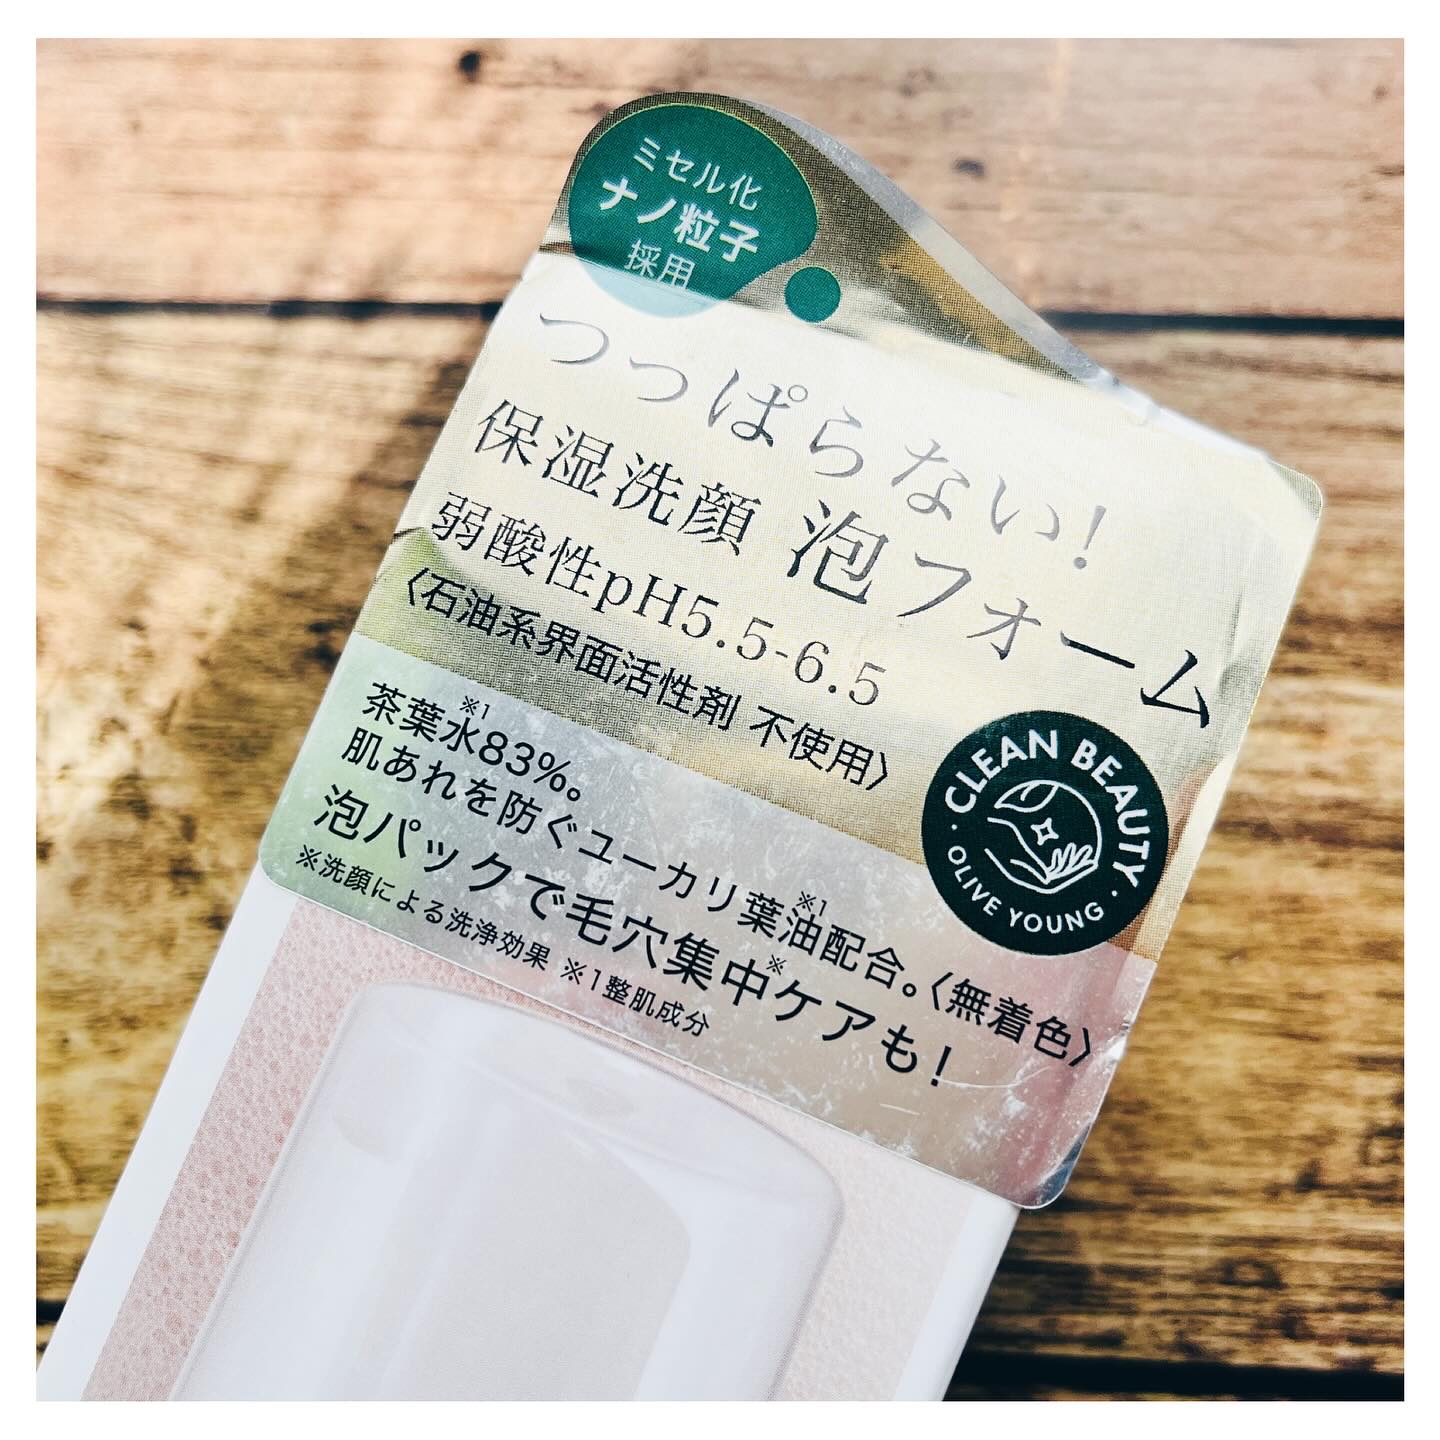 ミセル化
ナノ粒子
採用
つっぱらない!
保湿洗顔 泡フォーム
弱酸性pH5.5-6.5
〈石油系界面活性剤 不使用〉
茶葉水※1 83%。
肌あれを防ぐユーカリ葉油※1配合。〈無着色〉
泡パックで毛穴集中※ケアも!
※洗顔による洗浄効果 ※1整肌成分
CLEAN BEAUTY
OLIVE YOUNG